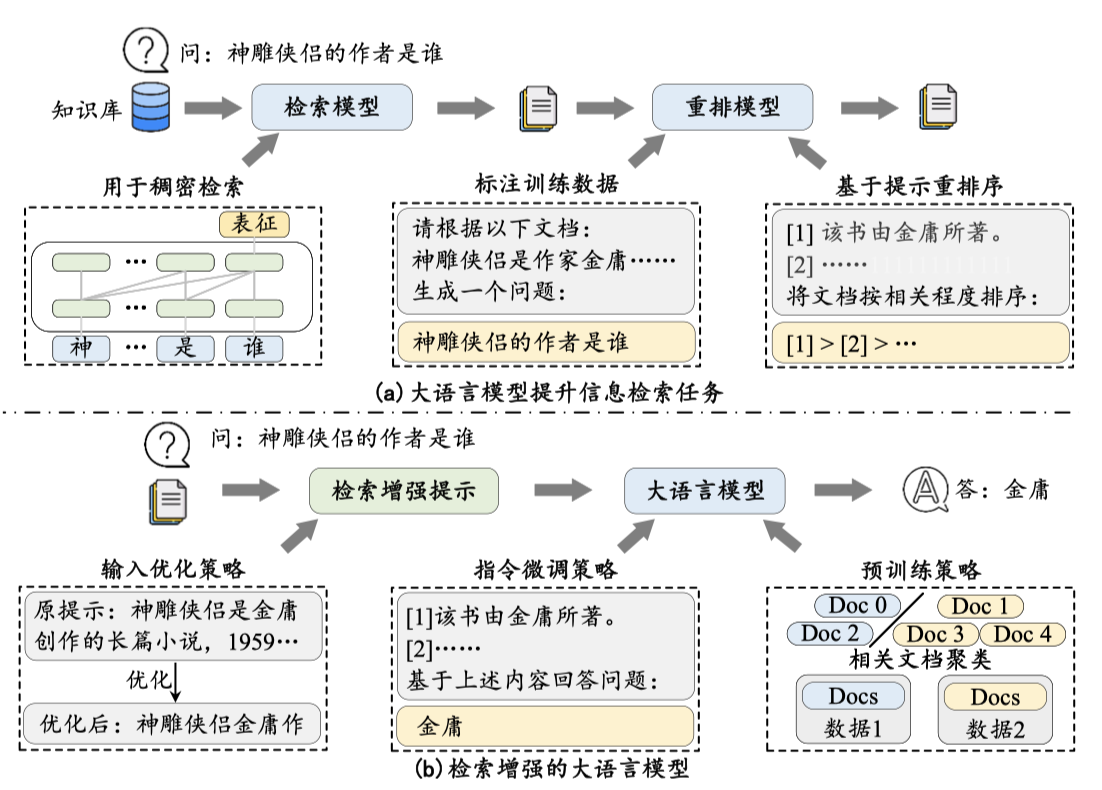 问：神雕侠侣的作者是谁
知识库
检索模型
重排模型
用于稠密检索
标注训练数据
基于提示重排序
表征
神 … 是 谁
请根据以下文档：
神雕侠侣是作家金庸……
生成一个问题：
神雕侠侣的作者是谁
[1] 该书由金庸所著。
[2] ……
将文档按相关程度排序：
[1] > [2] > …
(a)大语言模型提升信息检索任务
问：神雕侠侣的作者是谁
检索增强提示
大语言模型
A 答：金庸
输入优化策略
指令微调策略
预训练策略
原提示：神雕侠侣是金庸
创作的长篇小说，1959…
优化
优化后：神雕侠侣金庸作
[1]该书由金庸所著。
[2]……
基于上述内容回答问题：
金庸
Doc 0
Doc 1
Doc 2
Doc 3
Doc 4
相关文档聚类
Docs
数据1
Docs
数据2
(b)检索增强的大语言模型